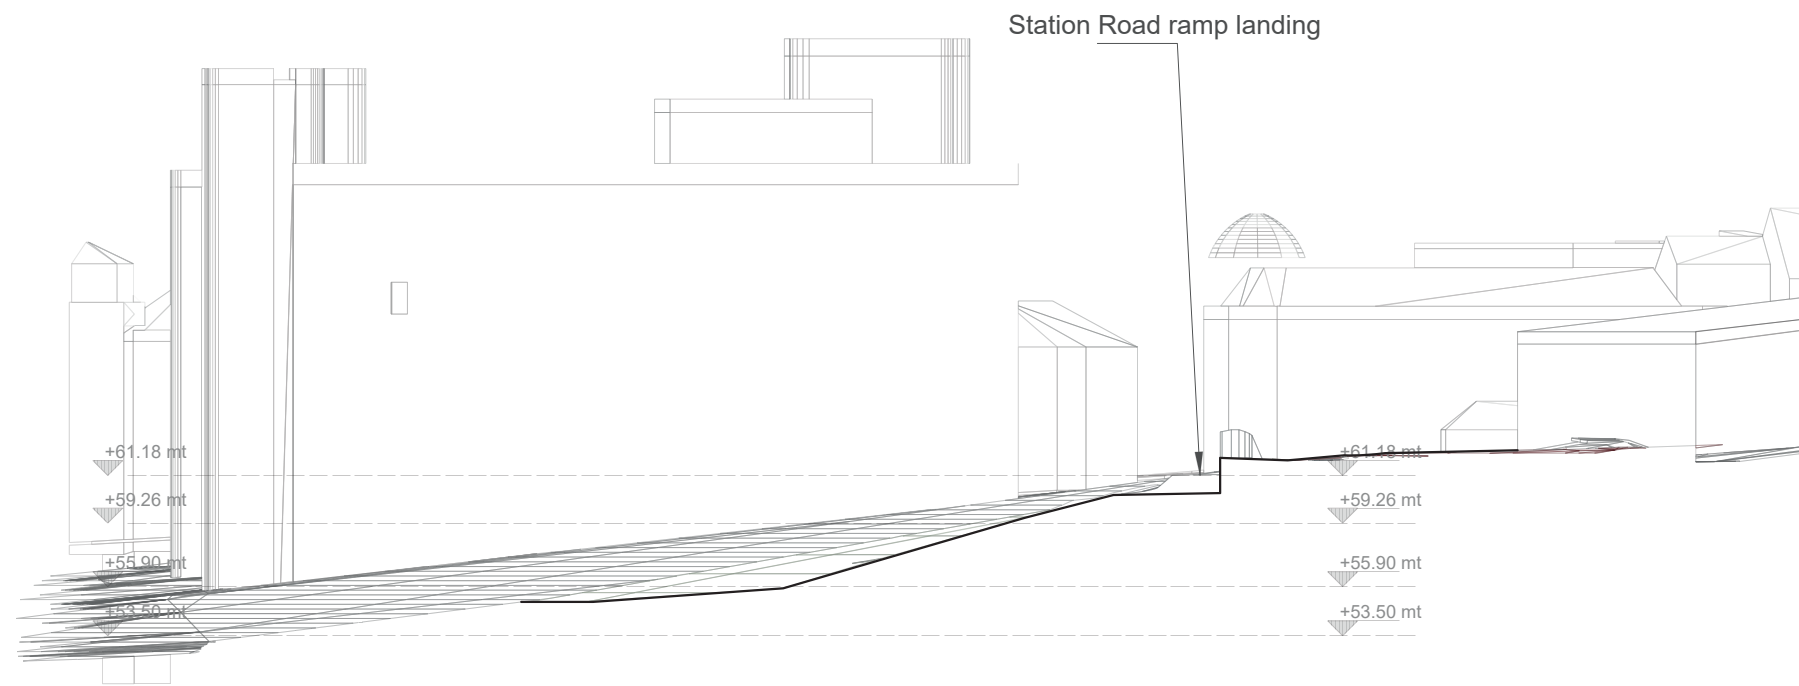 Station Road ramp landing
+61.18 mt
+61.18 mt
+59.26 mt
+59.26 mt
+55.90 mt
+55.90 mt
+53.50 mt
+53.50 mt